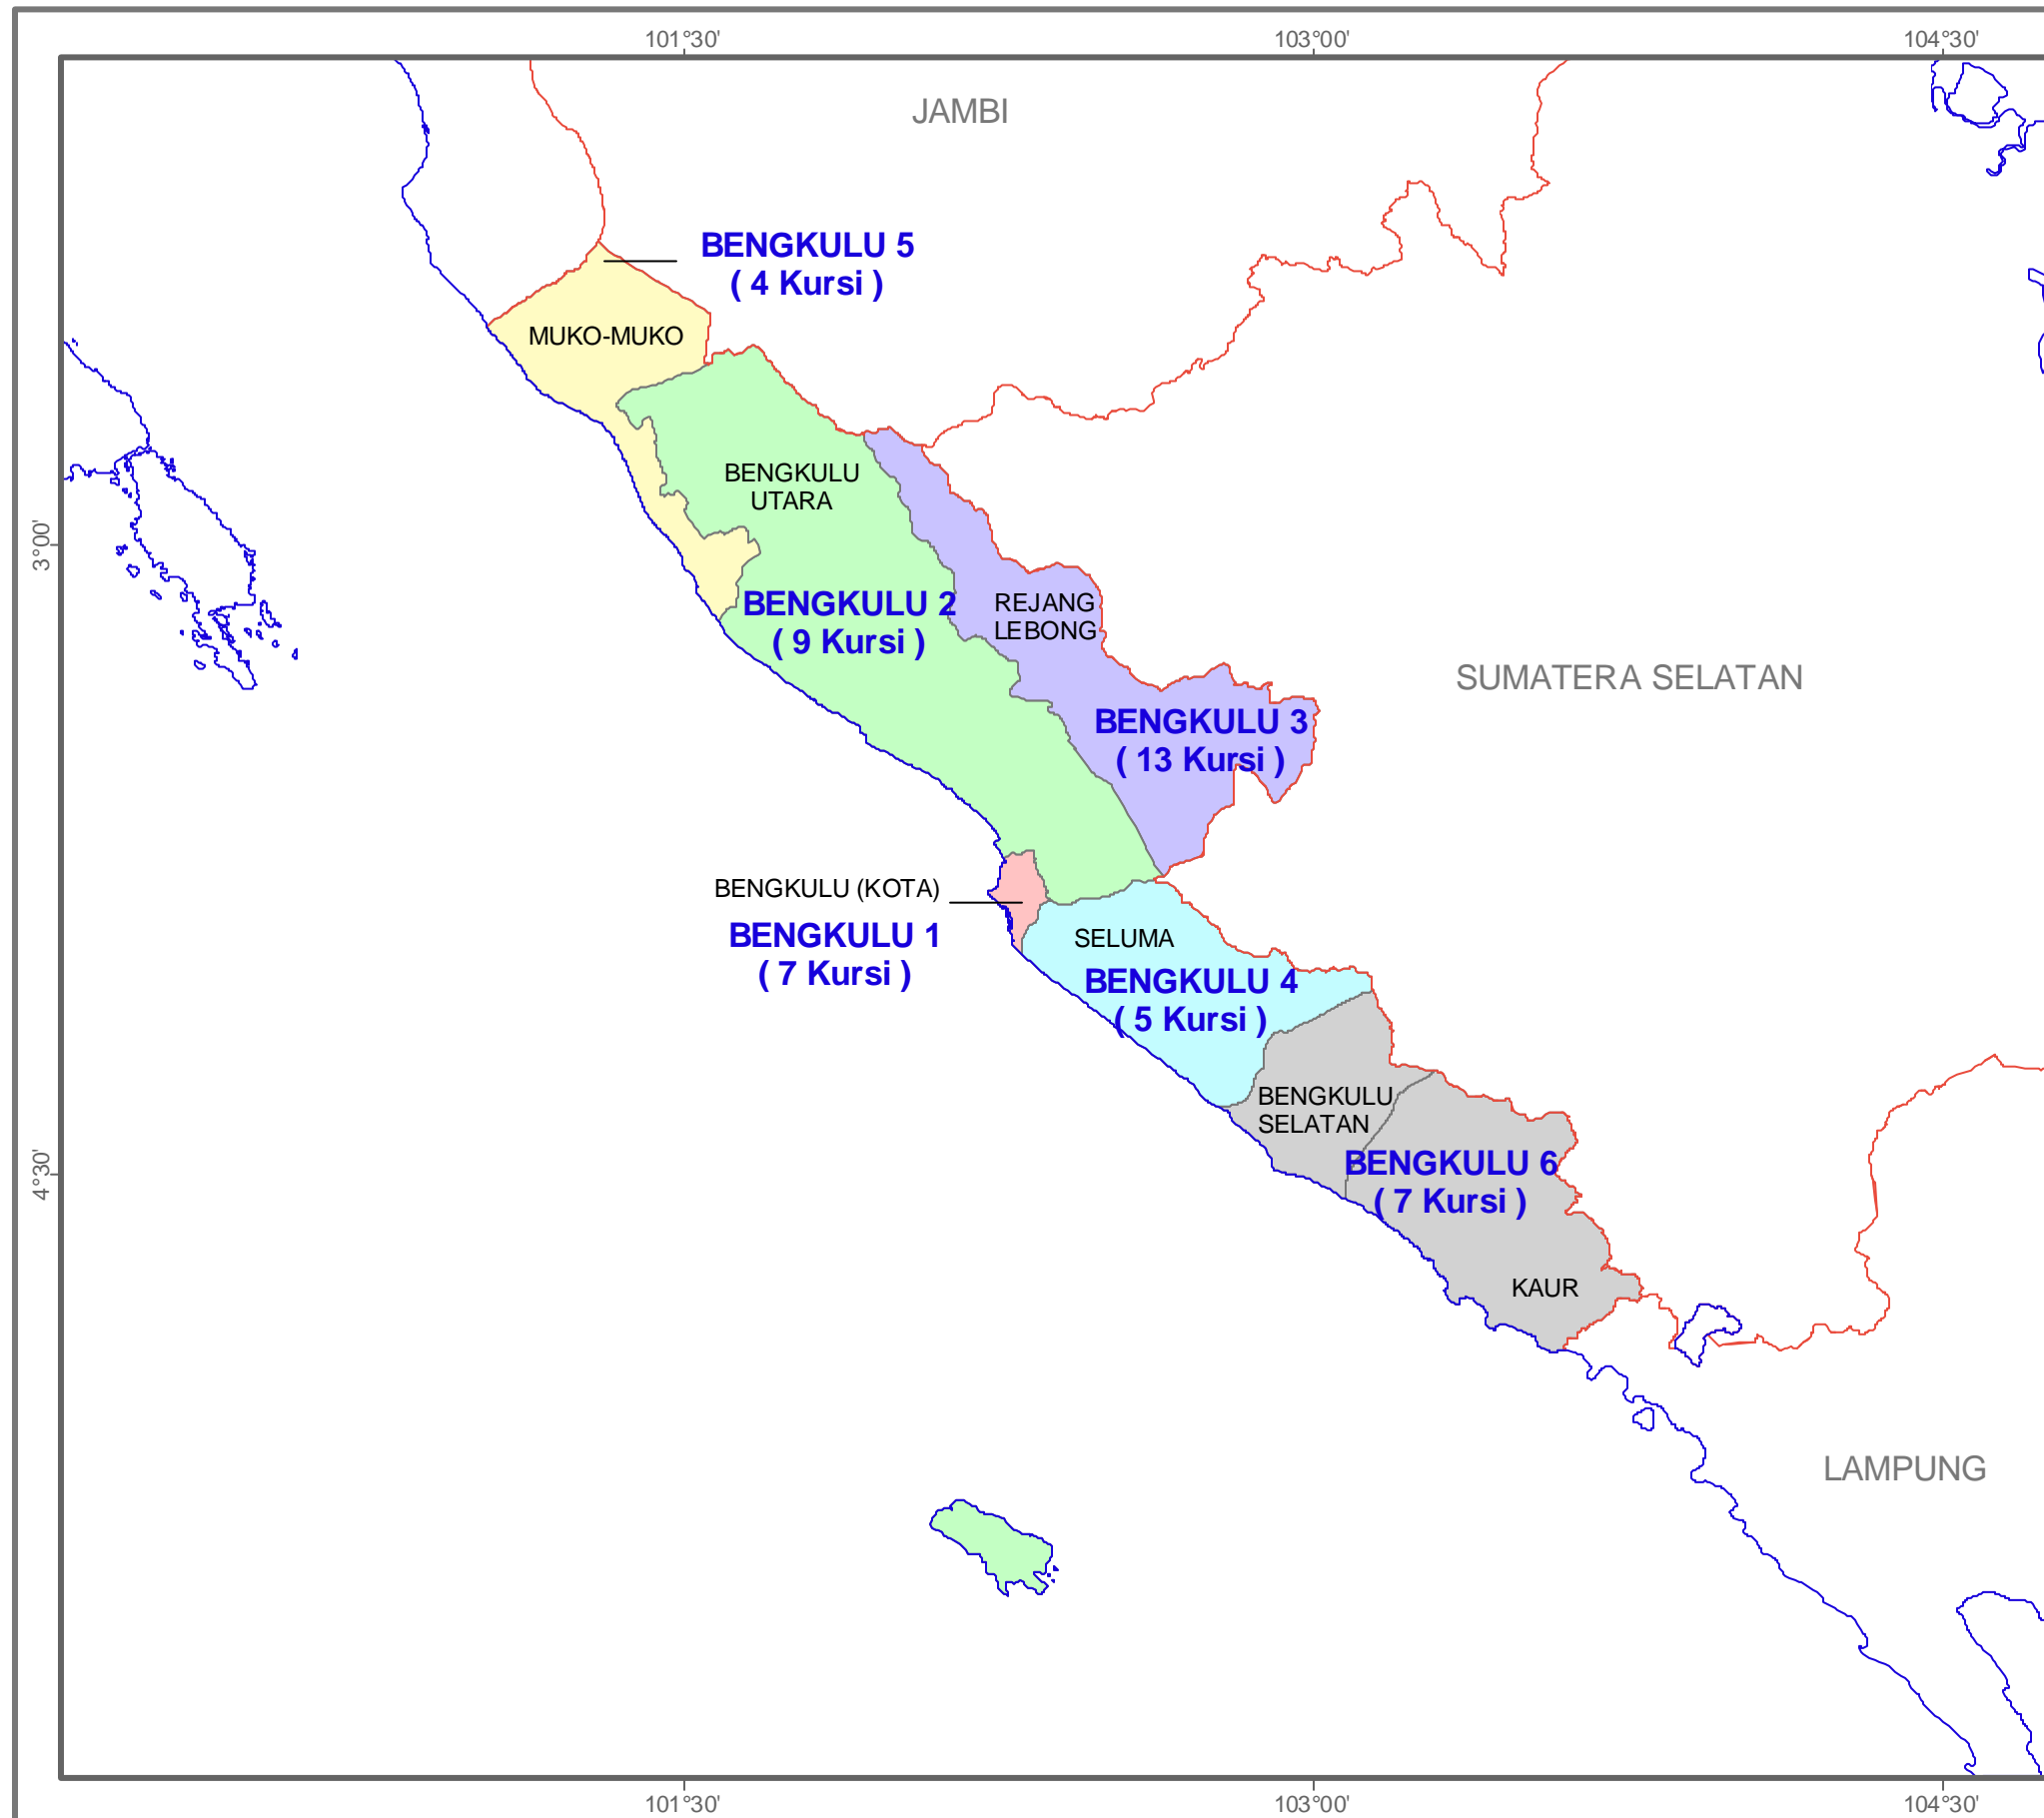 101°30'
103°00'
104°30'
JAMBI
BENGKULU 5
( 4 Kursi )
MUKO-MUKO
BENGKULU
UTARA
3°00'
BENGKULU 2
( 9 Kursi )
REJANG
LEBONG
SUMATERA SELATAN
BENGKULU 3
( 13 Kursi )
BENGKULU (KOTA)
BENGKULU 1
( 7 Kursi )
SELUMA
BENGKULU 4
( 5 Kursi )
BENGKULU
SELATAN
4°30'
BENGKULU 6
( 7 Kursi )
KAUR
LAMPUNG
101°30'
103°00'
104°30'